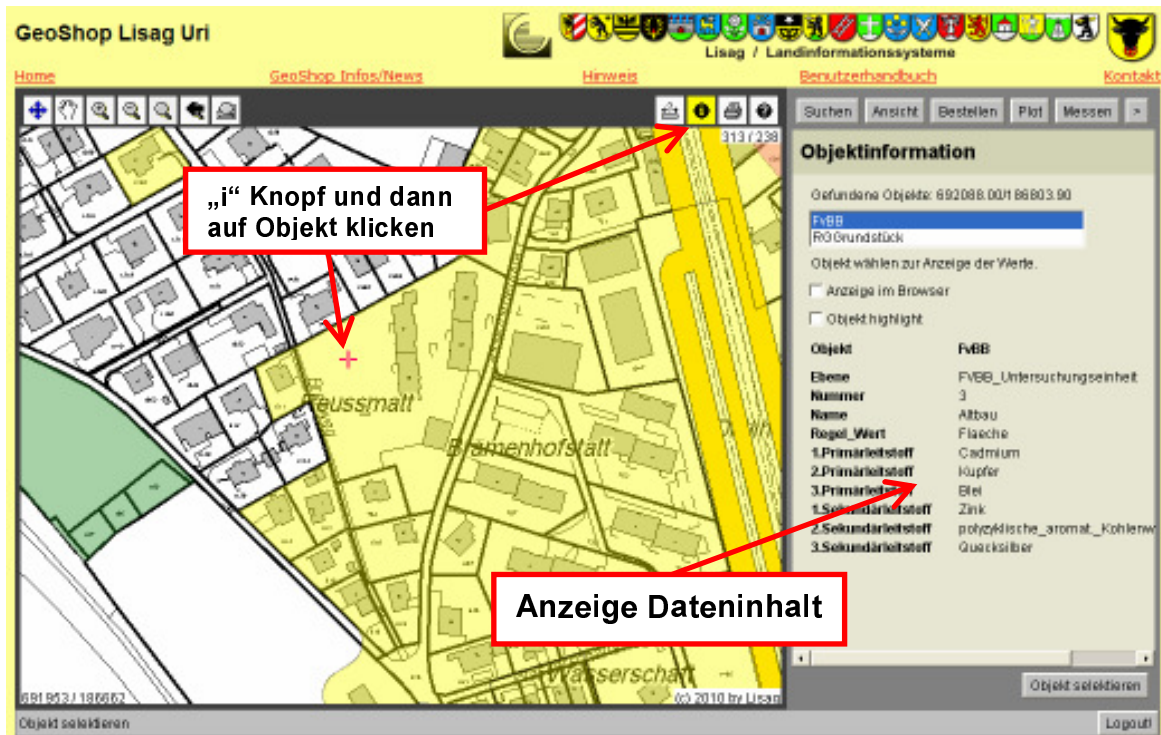 GeoShop Lisag Uri
Lisag / Landinformationssysteme
Home
GeoShop Infos/News
Hinweis
Benutzerhandbuch
Kontakt
Suchen
Ansicht
Bestellen
Plot
Messen
>
313 / 238
„i“ Knopf und dann
auf Objekt klicken
Reussmatt
Bramenhofstatt
Wasserschaft
691953 / 186662
(c) 2010 by Lisag
Objektinformation
Gefundene Objekte: 692088.00/186803.90
FvBB
RGGrundstück
Objekt wählen zur Anzeige der Werte.
Anzeige im Browser
Objekt highlight
Objekt FvBB
Ebene FVBB_Untersuchungseinheit
Nummer 3
Name Altbau
Regel_Wert Flaeche
1.Primärleitstoff Cadmium
2.Primärleitstoff Kupfer
3.Primärleitstoff Blei
1.Sekundärleitstoff Zink
2.Sekundärleitstoff polyzyklische_aromat._Kohlenw
3.Sekundärleitstoff Quecksilber
Anzeige Dateninhalt
Objekt selektieren
Objekt selektieren
Logout!